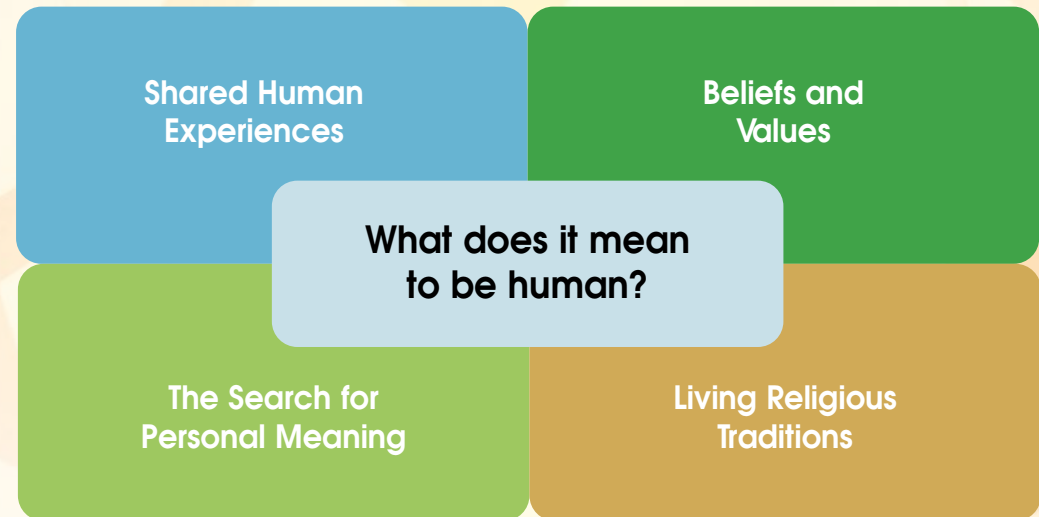 Shared Human
Experiences
Beliefs and
Values
What does it mean
to be human?
The Search for
Personal Meaning
Living Religious
Traditions